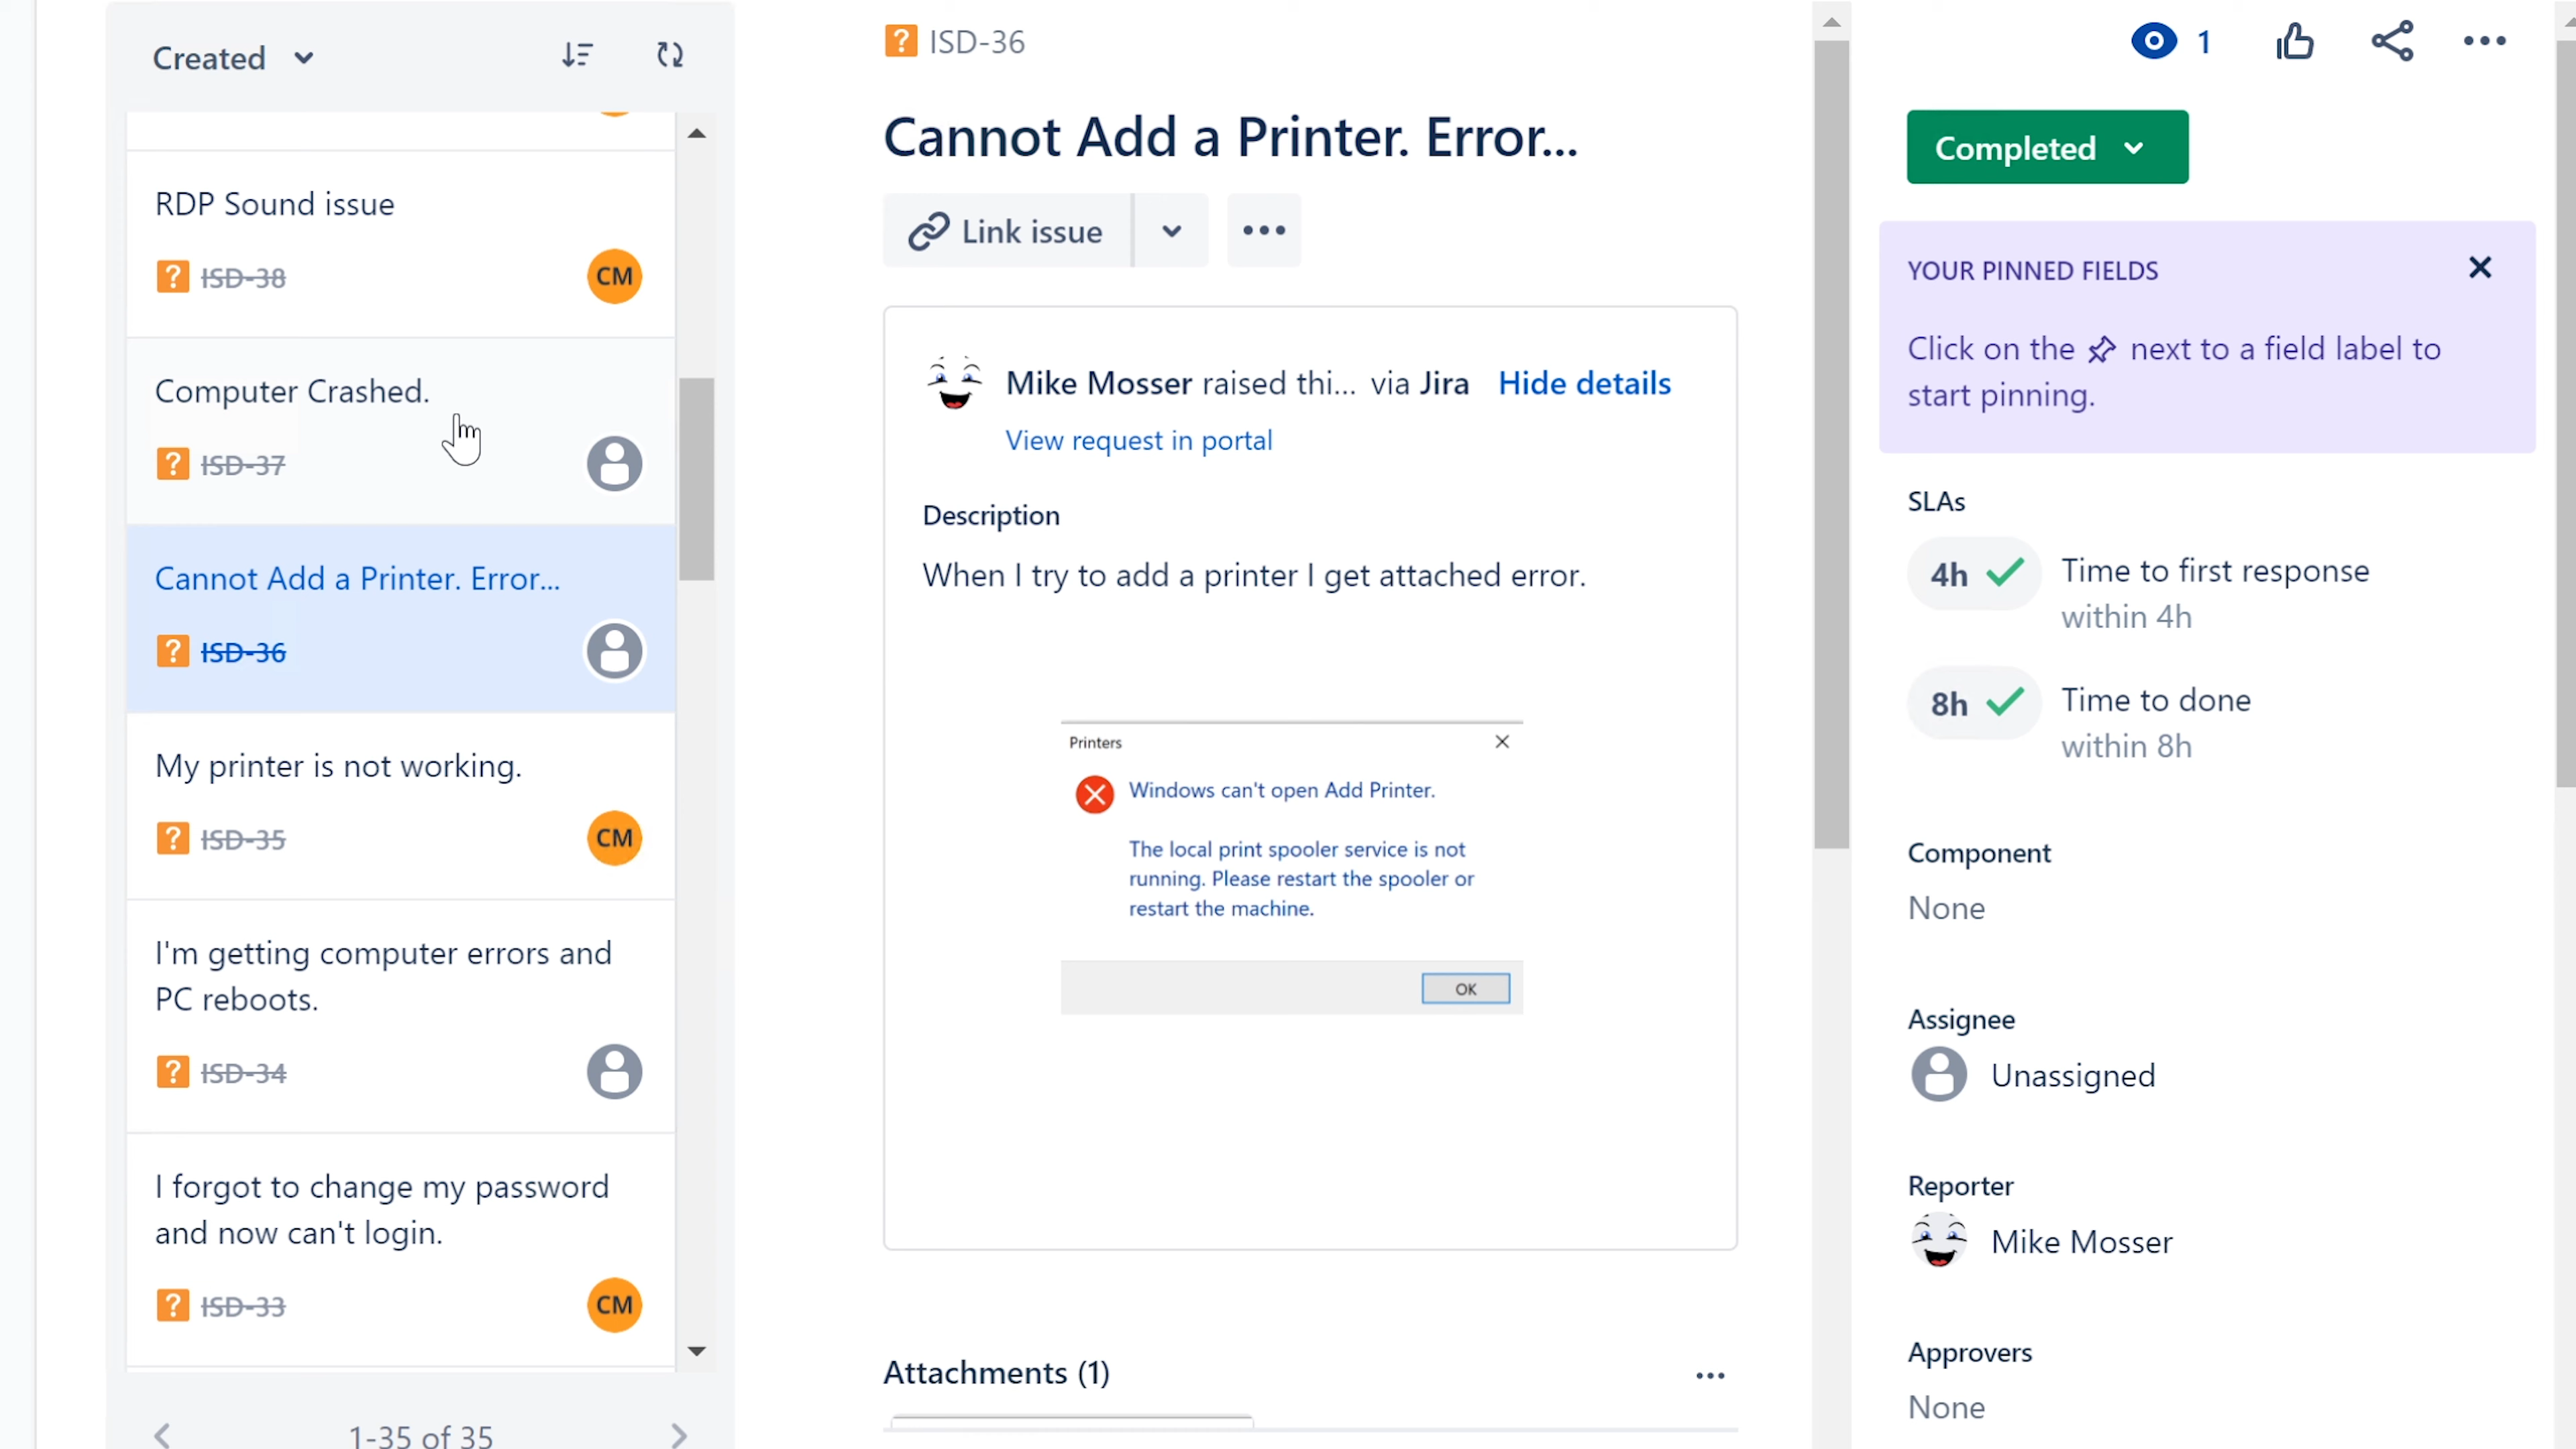 Created
RDP Sound issue
ISD-38
CM
Computer Crashed.
ISD-37
Cannot Add a Printer. Error...
ISD-36
My printer is not working.
ISD-35
CM
I'm getting computer errors and
PC reboots.
ISD-34
I forgot to change my password
and now can't login.
ISD-33
CM
1-35 of 35
ISD-36
Cannot Add a Printer. Error...
Link issue
Mike Mosser raised thi... via Jira Hide details
View request in portal
Description
When I try to add a printer I get attached error.
Printers
Windows can't open Add Printer.
The local print spooler service is not
running. Please restart the spooler or
restart the machine.
OK
Attachments (1)
1
Completed
YOUR PINNED FIELDS
Click on the next to a field label to
start pinning.
SLAs
4h Time to first response
within 4h
8h Time to done
within 8h
Component
None
Assignee
Unassigned
Reporter
Mike Mosser
Approvers
None